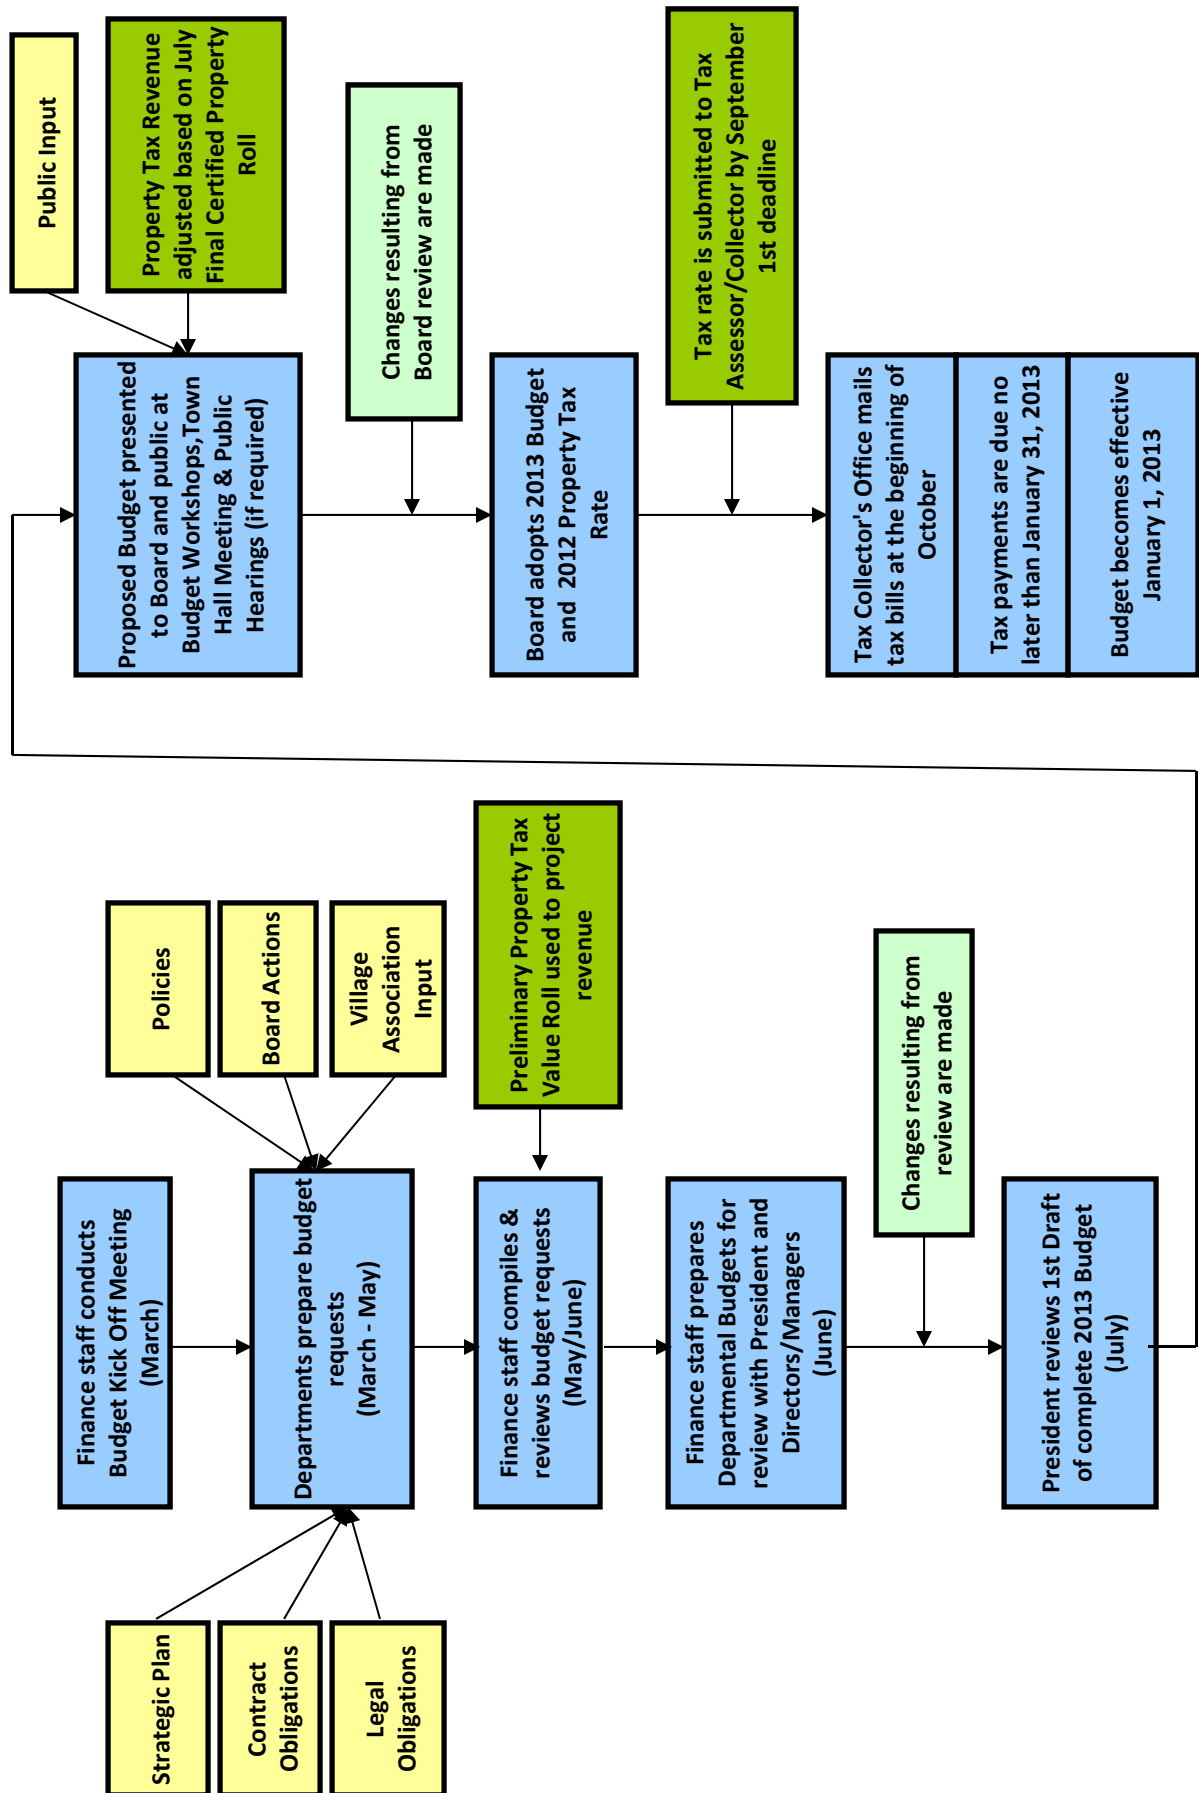 Finance staff conducts
Budget Kick Off Meeting
(March)
Strategic Plan
Contract
Obligations
Legal
Obligations
Policies
Board Actions
Village
Association
Input
Departments prepare budget
requests
(March - May)
Preliminary Property Tax
Value Roll used to project
revenue
Finance staff compiles &
reviews budget requests
(May/June)
Finance staff prepares
Departmental Budgets for
review with President and
Directors/Managers
(June)
Changes resulting from
review are made
President reviews 1st Draft
of complete 2013 Budget
(July)
Public Input
Property Tax Revenue
adjusted based on July
Final Certified Property
Roll
Proposed Budget presented
to Board and public at
Budget Workshops,Town
Hall Meeting & Public
Hearings (if required)
Changes resulting from
Board review are made
Board adopts 2013 Budget
and 2012 Property Tax
Rate
Tax rate is submitted to Tax
Assessor/Collector by September
1st deadline
Tax Collector's Office mails
tax bills at the beginning of
October
Tax payments are due no
later than January 31, 2013
Budget becomes effective
January 1, 2013